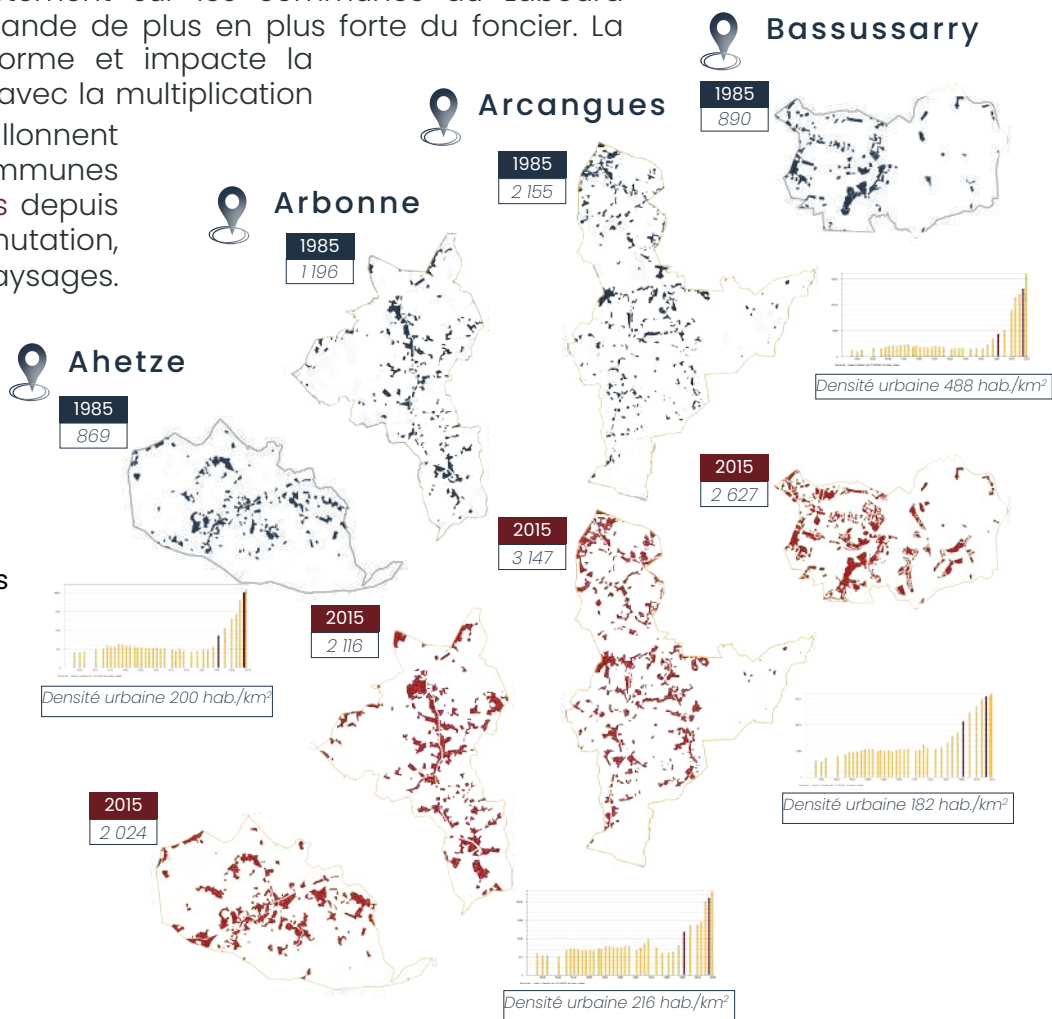 ande de plus en plus forte du foncier. La
orme et impacte la
avec la multiplication
illonnent
mmunes
s depuis
nutation,
aysages.
Bassussarry
1985
890
Arcangues
1985
2 155
Arbonne
1985
1 196
Ahetze
1985
869
Densité urbaine 488 hab./km²
2015
2 627
2015
3 147
s
2015
2 116
Densité urbaine 200 hab./km²
2015
2 024
Densité urbaine 182 hab./km²
Densité urbaine 216 hab./km²